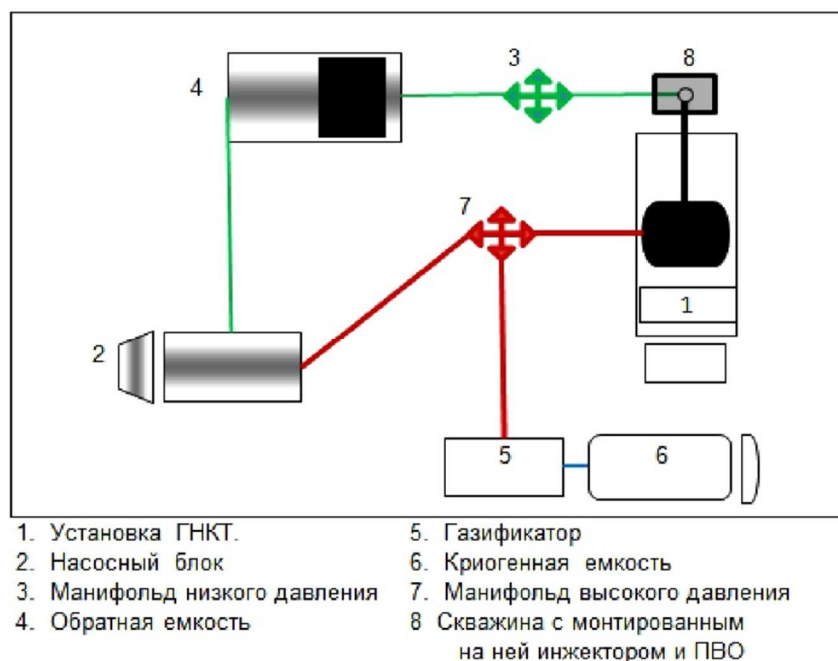 3
8
4
7
1
2
5
6
1. Установка ГНКТ.
2. Насосный блок
3. Манифольд низкого давления
4. Обратная емкость
5. Газификатор
6. Криогенная емкость
7. Манифольд высокого давления
8 Скважина с монтированным
на ней инжектором и ПВО